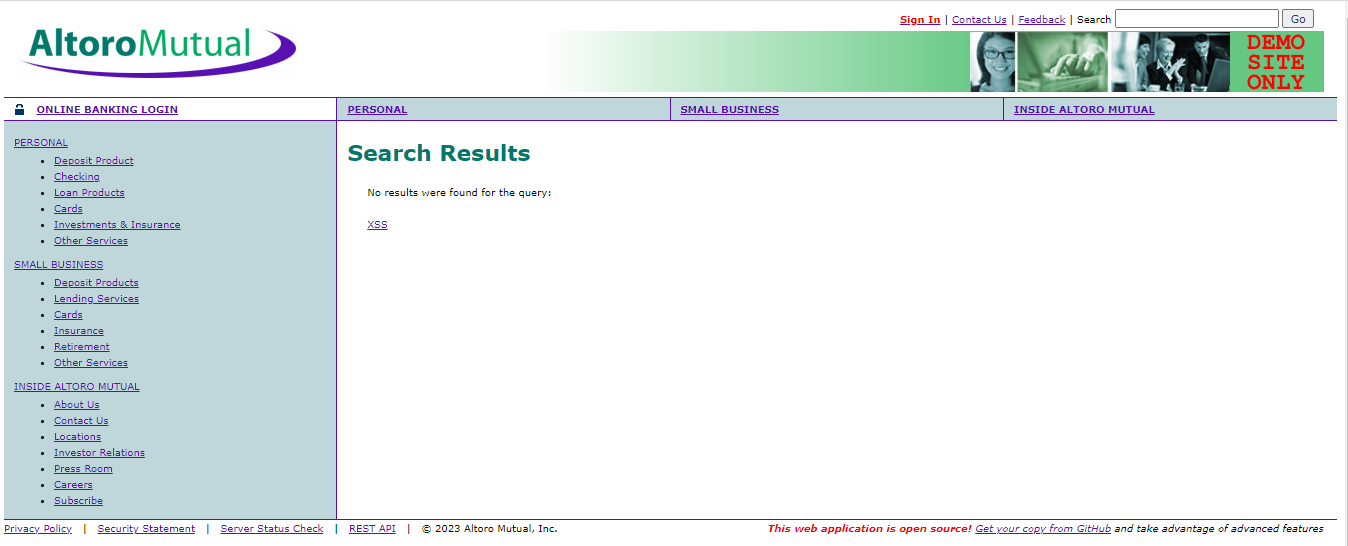 Sign In | Contact Us | Feedback | Search Go
AltoroMutual
DEMO
SITE
ONLY
ONLINE BANKING LOGIN
PERSONAL
SMALL BUSINESS
INSIDE ALTORO MUTUAL
PERSONAL
Deposit Product
Checking
Loan Products
Cards
Investments & Insurance
Other Services
SMALL BUSINESS
Deposit Products
Lending Services
Cards
Insurance
Retirement
Other Services
INSIDE ALTORO MUTUAL
About Us
Contact Us
Locations
Investor Relations
Press Room
Careers
Subscribe
Search Results
No results were found for the query:
XSS
Privacy Policy | Security Statement | Server Status Check | REST API | © 2023 Altoro Mutual, Inc.
This web application is open source! Get your copy from GitHub and take advantage of advanced features